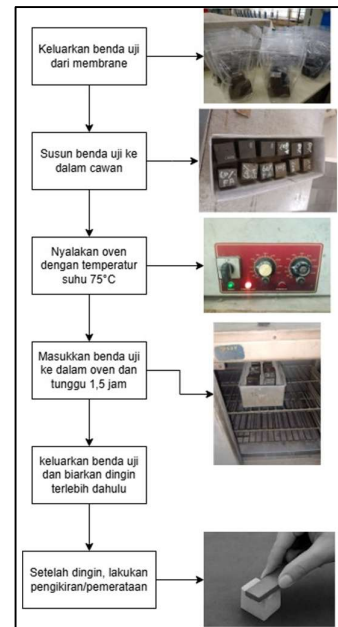 Keluarkan benda uji
dari membrane
Susun benda uji ke
dalam cawan
Nyalakan oven
dengan temperatur
suhu 75°C
Masukkan benda uji
ke dalam oven dan
tunggu 1,5 jam
keluarkan benda uji
dan biarkan dingin
terlebih dahulu
Setelah dingin, lakukan
pengikiran/pemerataan